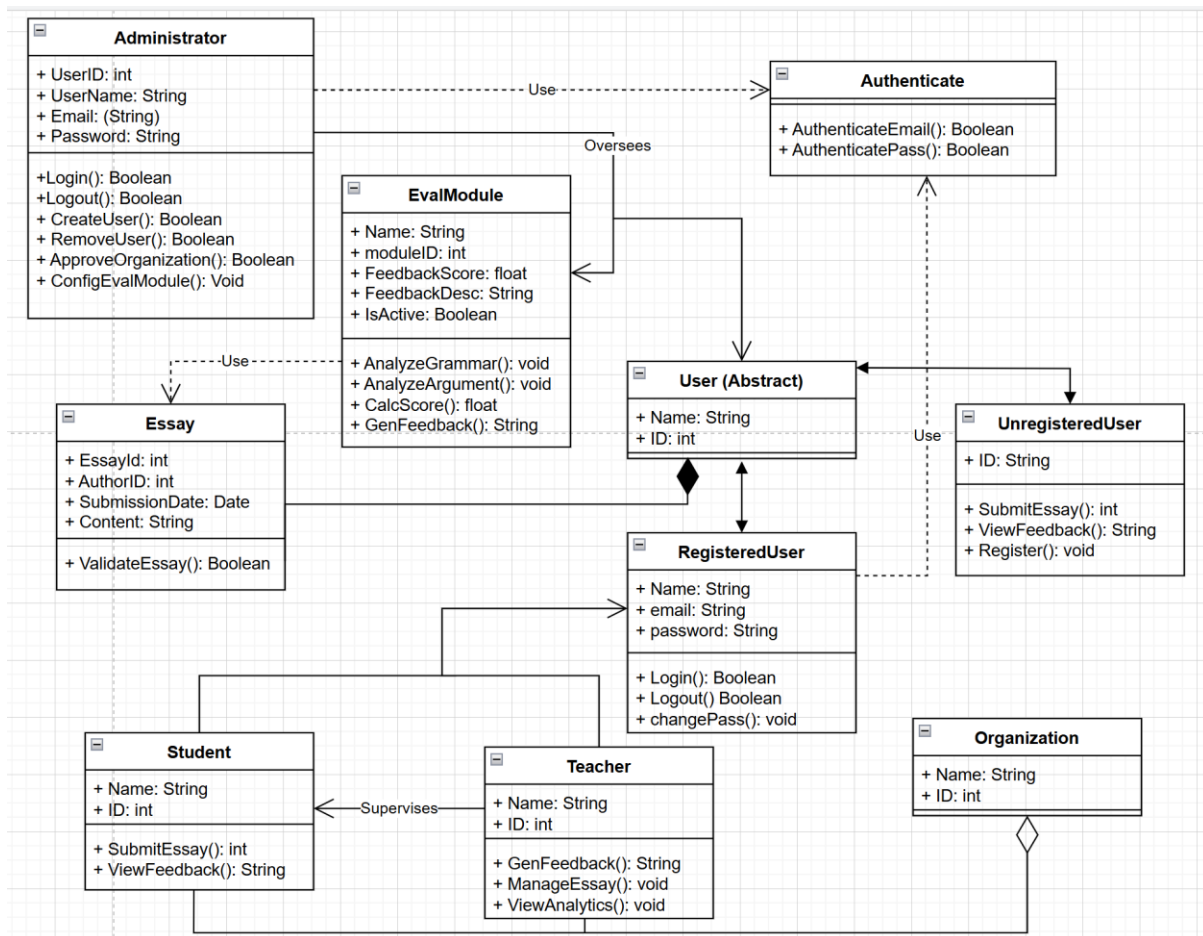 Administrator
+ UserID: int
+ UserName: String
+ Email: (String)
+ Password: String
+Login(): Boolean
+Logout(): Boolean
+ CreateUser(): Boolean
+ RemoveUser(): Boolean
+ ApproveOrganization(): Boolean
+ ConfigEvalModule(): Void
Use
Authenticate
+ AuthenticateEmail(): Boolean
+ AuthenticatePass(): Boolean
Oversees
EvalModule
+ Name: String
+ moduleID: int
+ FeedbackScore: float
+ FeedbackDesc: String
+ IsActive: Boolean
+ AnalyzeGrammar(): void
+ AnalyzeArgument(): void
+ CalcScore(): float
+ GenFeedback(): String
Use
Essay
+ EssayId: int
+ AuthorID: int
+ SubmissionDate: Date
+ Content: String
+ ValidateEssay(): Boolean
User (Abstract)
+ Name: String
+ ID: int
Use
UnregisteredUser
+ ID: String
+ SubmitEssay(): int
+ ViewFeedback(): String
+ Register(): void
RegisteredUser
+ Name: String
+ email: String
+ password: String
+ Login(): Boolean
+ Logout() Boolean
+ changePass(): void
Student
+ Name: String
+ ID: int
+ SubmitEssay(): int
+ ViewFeedback(): String
Supervises
Teacher
+ Name: String
+ ID: int
+ GenFeedback(): String
+ ManageEssay(): void
+ ViewAnalytics(): void
Organization
+ Name: String
+ ID: int